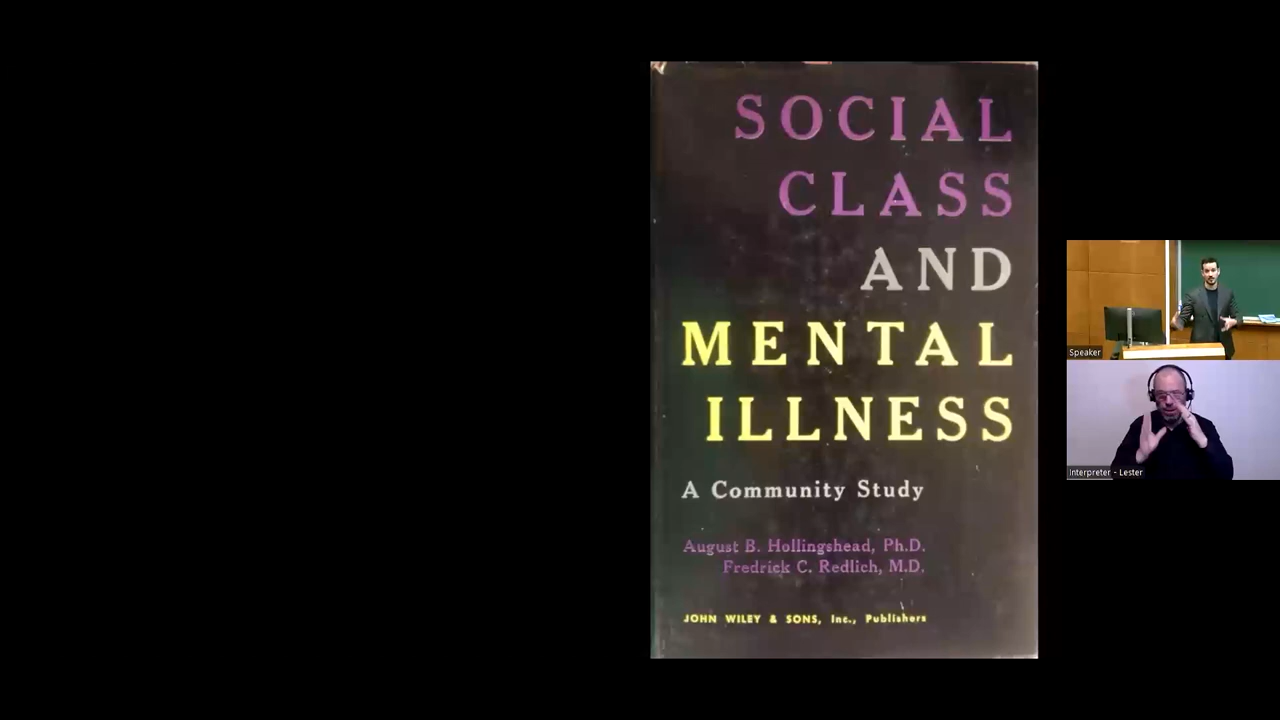 SOCIAL
CLASS
AND
MENTAL
ILLNESS
A Community Study
August B. Hollingshead, Ph.D.
Fredrick C. Redlich, M.D.
JOHN WILEY & SONS, Inc., Publishers
Speaker
Interpreter - Lester